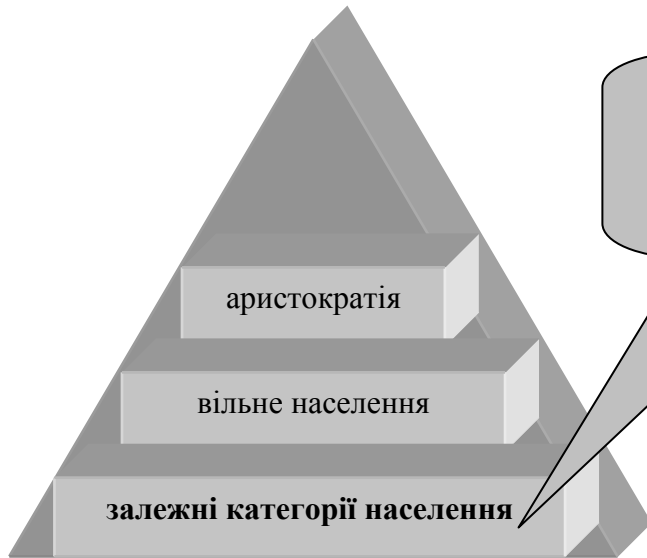 аристократія
вільне населення
залежні категорії населення